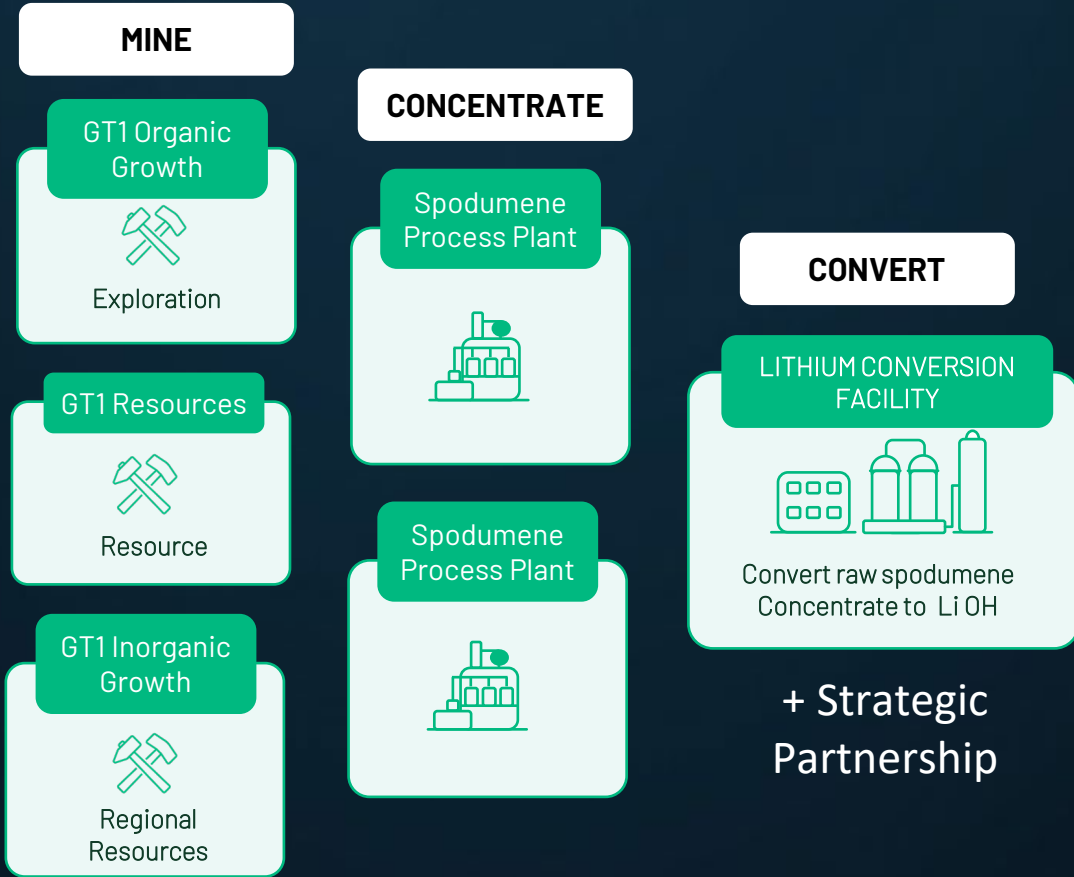 MINE
GT1 Organic
Growth
Exploration
GT1 Resources
Resource
GT1 Inorganic
Growth
Regional
Resources
CONCENTRATE
Spodumene
Process Plant
Spodumene
Process Plant
CONVERT
LITHIUM CONVERSION
FACILITY
Convert raw spodumene
Concentrate to Li OH
+ Strategic
Partnership